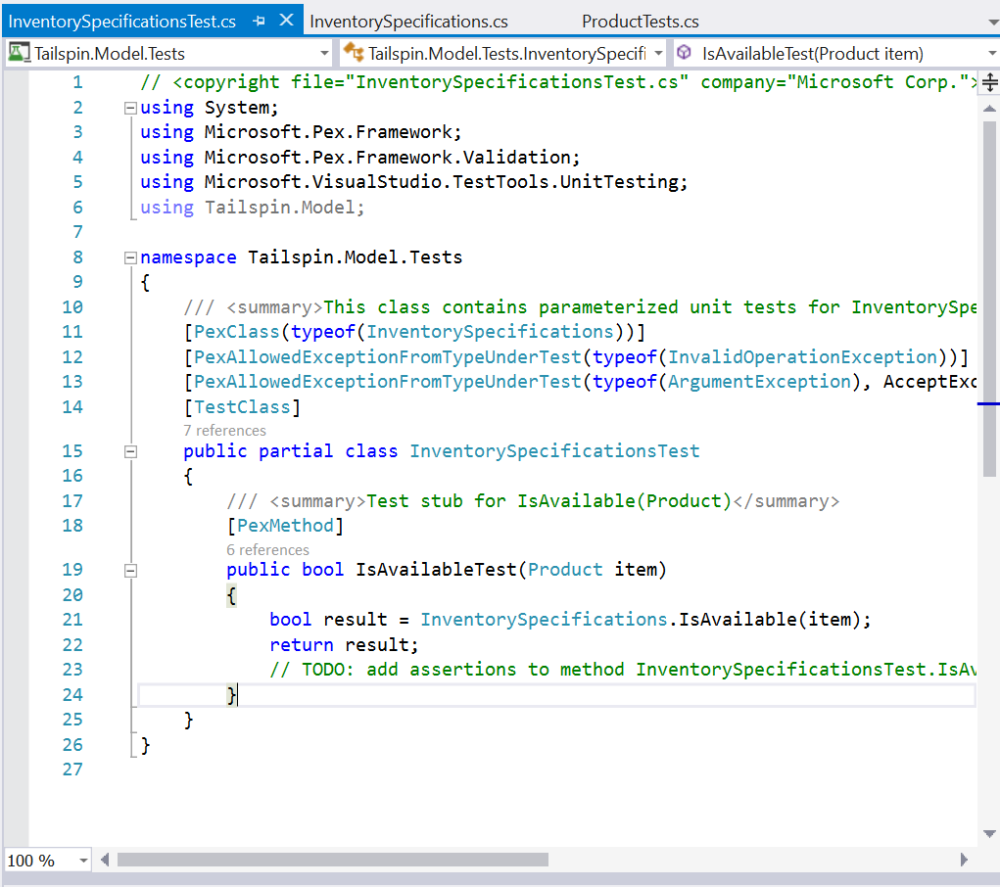 InventorySpecificationsTest.cs InventorySpecifications.cs ProductTests.cs
Tailspin.Model.Tests Tailspin.Model.Tests.InventorySpecifi IsAvailableTest(Product item)
1 // <copyright file="InventorySpecificationsTest.cs" company="Microsoft Corp.">
2 using System;
3 using Microsoft.Pex.Framework;
4 using Microsoft.Pex.Framework.Validation;
5 using Microsoft.VisualStudio.TestTools.UnitTesting;
6 using Tailspin.Model;
7
8 namespace Tailspin.Model.Tests
9 {
10 /// <summary>This class contains parameterized unit tests for InventorySpe
11 [PexClass(typeof(InventorySpecifications))]
12 [PexAllowedExceptionFromTypeUnderTest(typeof(InvalidOperationException))]
13 [PexAllowedExceptionFromTypeUnderTest(typeof(ArgumentException), AcceptExc
14 [TestClass]
7 references
15 public partial class InventorySpecificationsTest
16 {
17 /// <summary>Test stub for IsAvailable(Product)</summary>
18 [PexMethod]
6 references
19 public bool IsAvailableTest(Product item)
20 {
21 bool result = InventorySpecifications.IsAvailable(item);
22 return result;
23 // TODO: add assertions to method InventorySpecificationsTest.IsAv
24 }
25 }
26 }
27
100 %